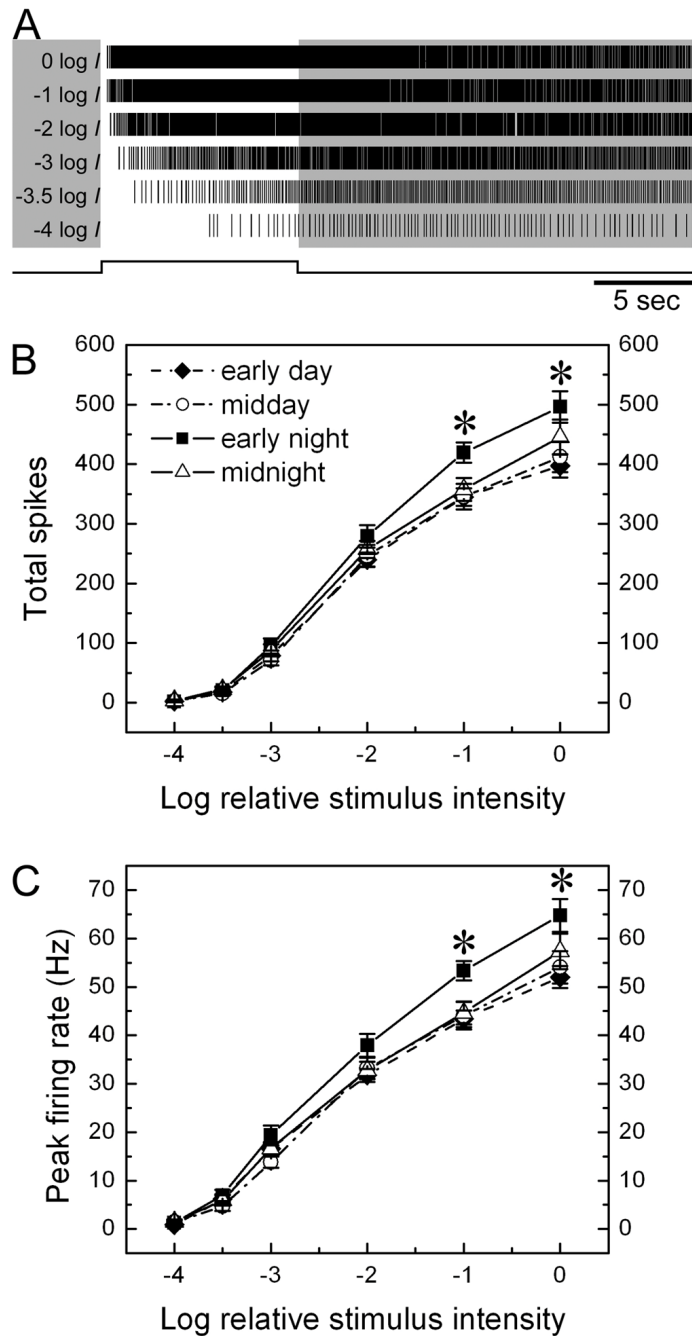 A
0 log I
-1 log I
-2 log I
-3 log I
-3.5 log I
-4 log I
5 sec
B
600 600
500 500
400 400
300 300
200 200
100 100
0 0
Total spikes
early day
midday
early night
midnight
* *
-4 -3 -2 -1 0
Log relative stimulus intensity
C
70 70
60 60
50 50
40 40
30 30
20 20
10 10
0 0
Peak firing rate (Hz)
* *
-4 -3 -2 -1 0
Log relative stimulus intensity